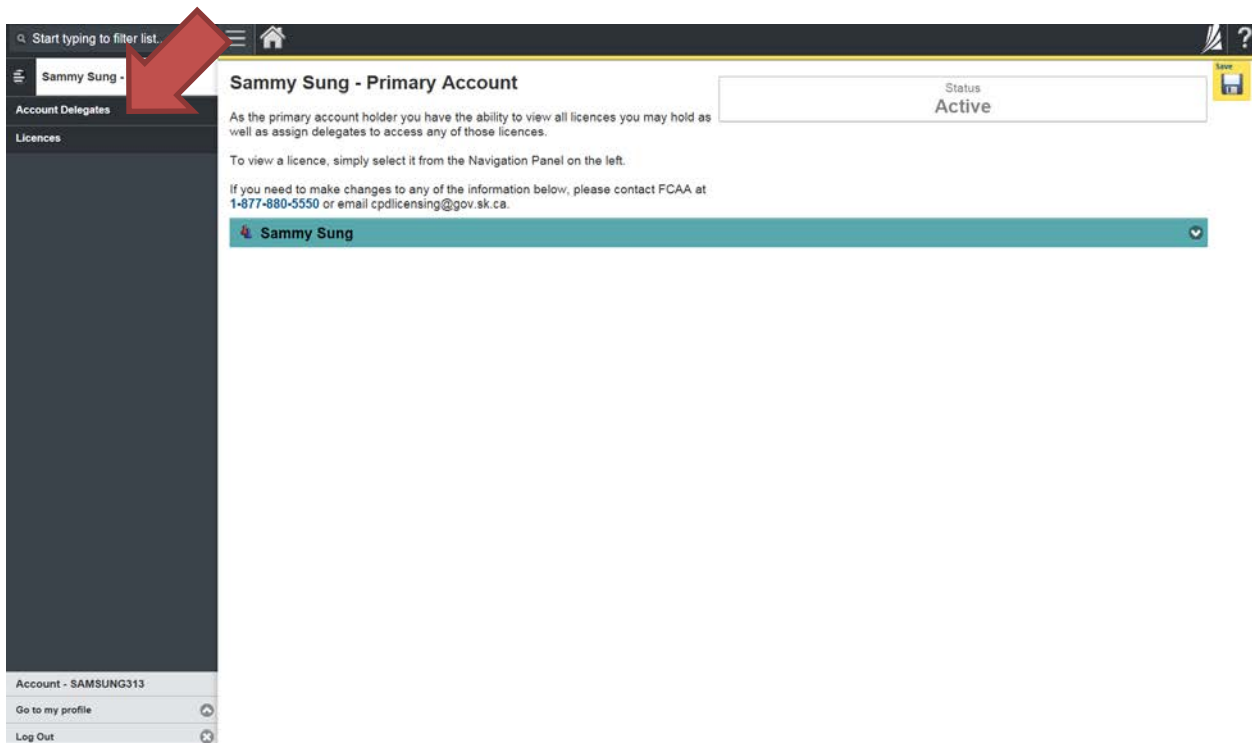 Start typing to filter list..
?
Sammy Sung -
Account Delegates
Licences
Sammy Sung - Primary Account
As the primary account holder you have the ability to view all licences you may hold as
well as assign delegates to access any of those licences.
To view a licence, simply select it from the Navigation Panel on the left.
If you need to make changes to any of the information below, please contact FCAA at
1-877-880-5550 or email cpdlicensing@gov.sk.ca.
Status
Active
Save
Sammy Sung
Account - SAMSUNG313
Go to my profile
Log Out